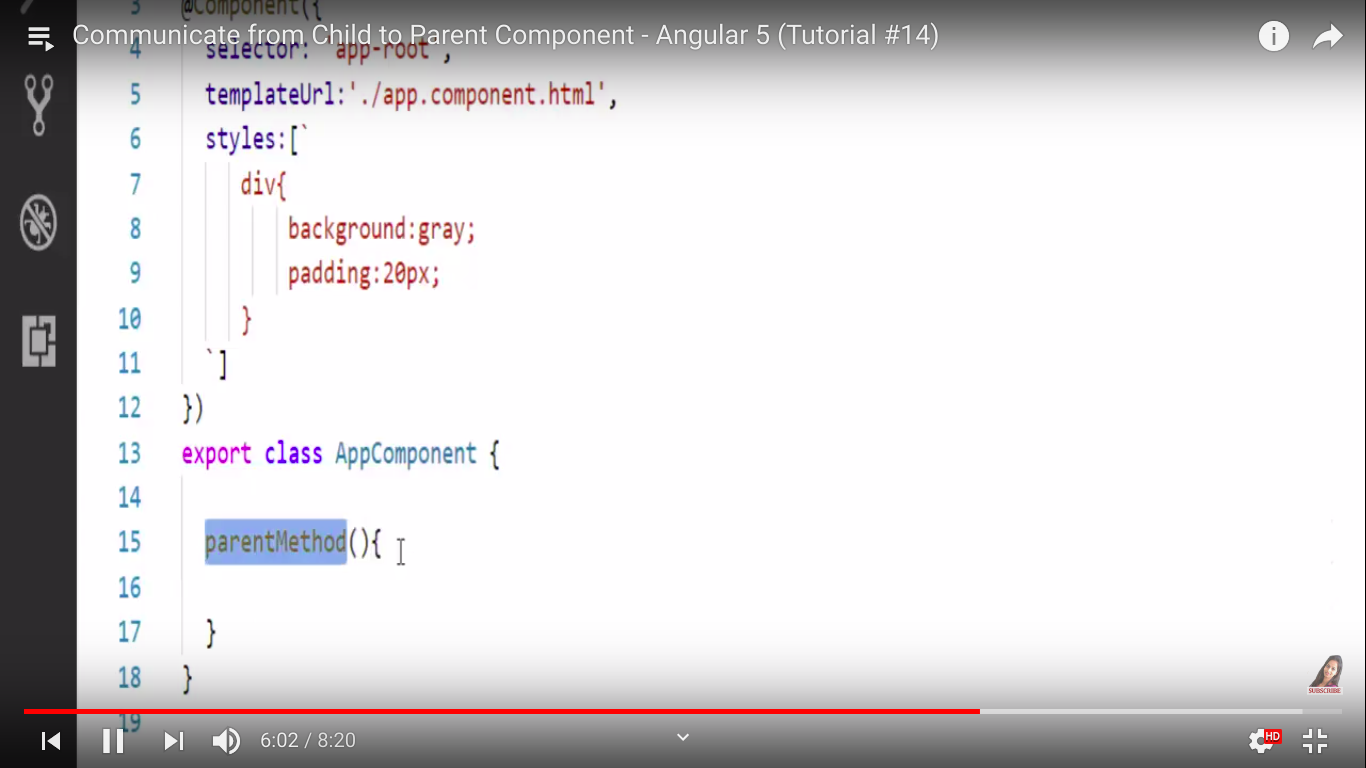 3 @Component({
Communicate from Child to Parent Component - Angular 5 (Tutorial #14)
4 selector: 'app-root',
5 templateUrl:'./app.component.html',
6 styles:[`
7 div{
8 background:gray;
9 padding:20px;
10 }
11 `]
12 })
13 export class AppComponent {
14
15 parentMethod(){
16
17 }
18 }
SUBSCRIBE
19
6:02 / 8:20
HD